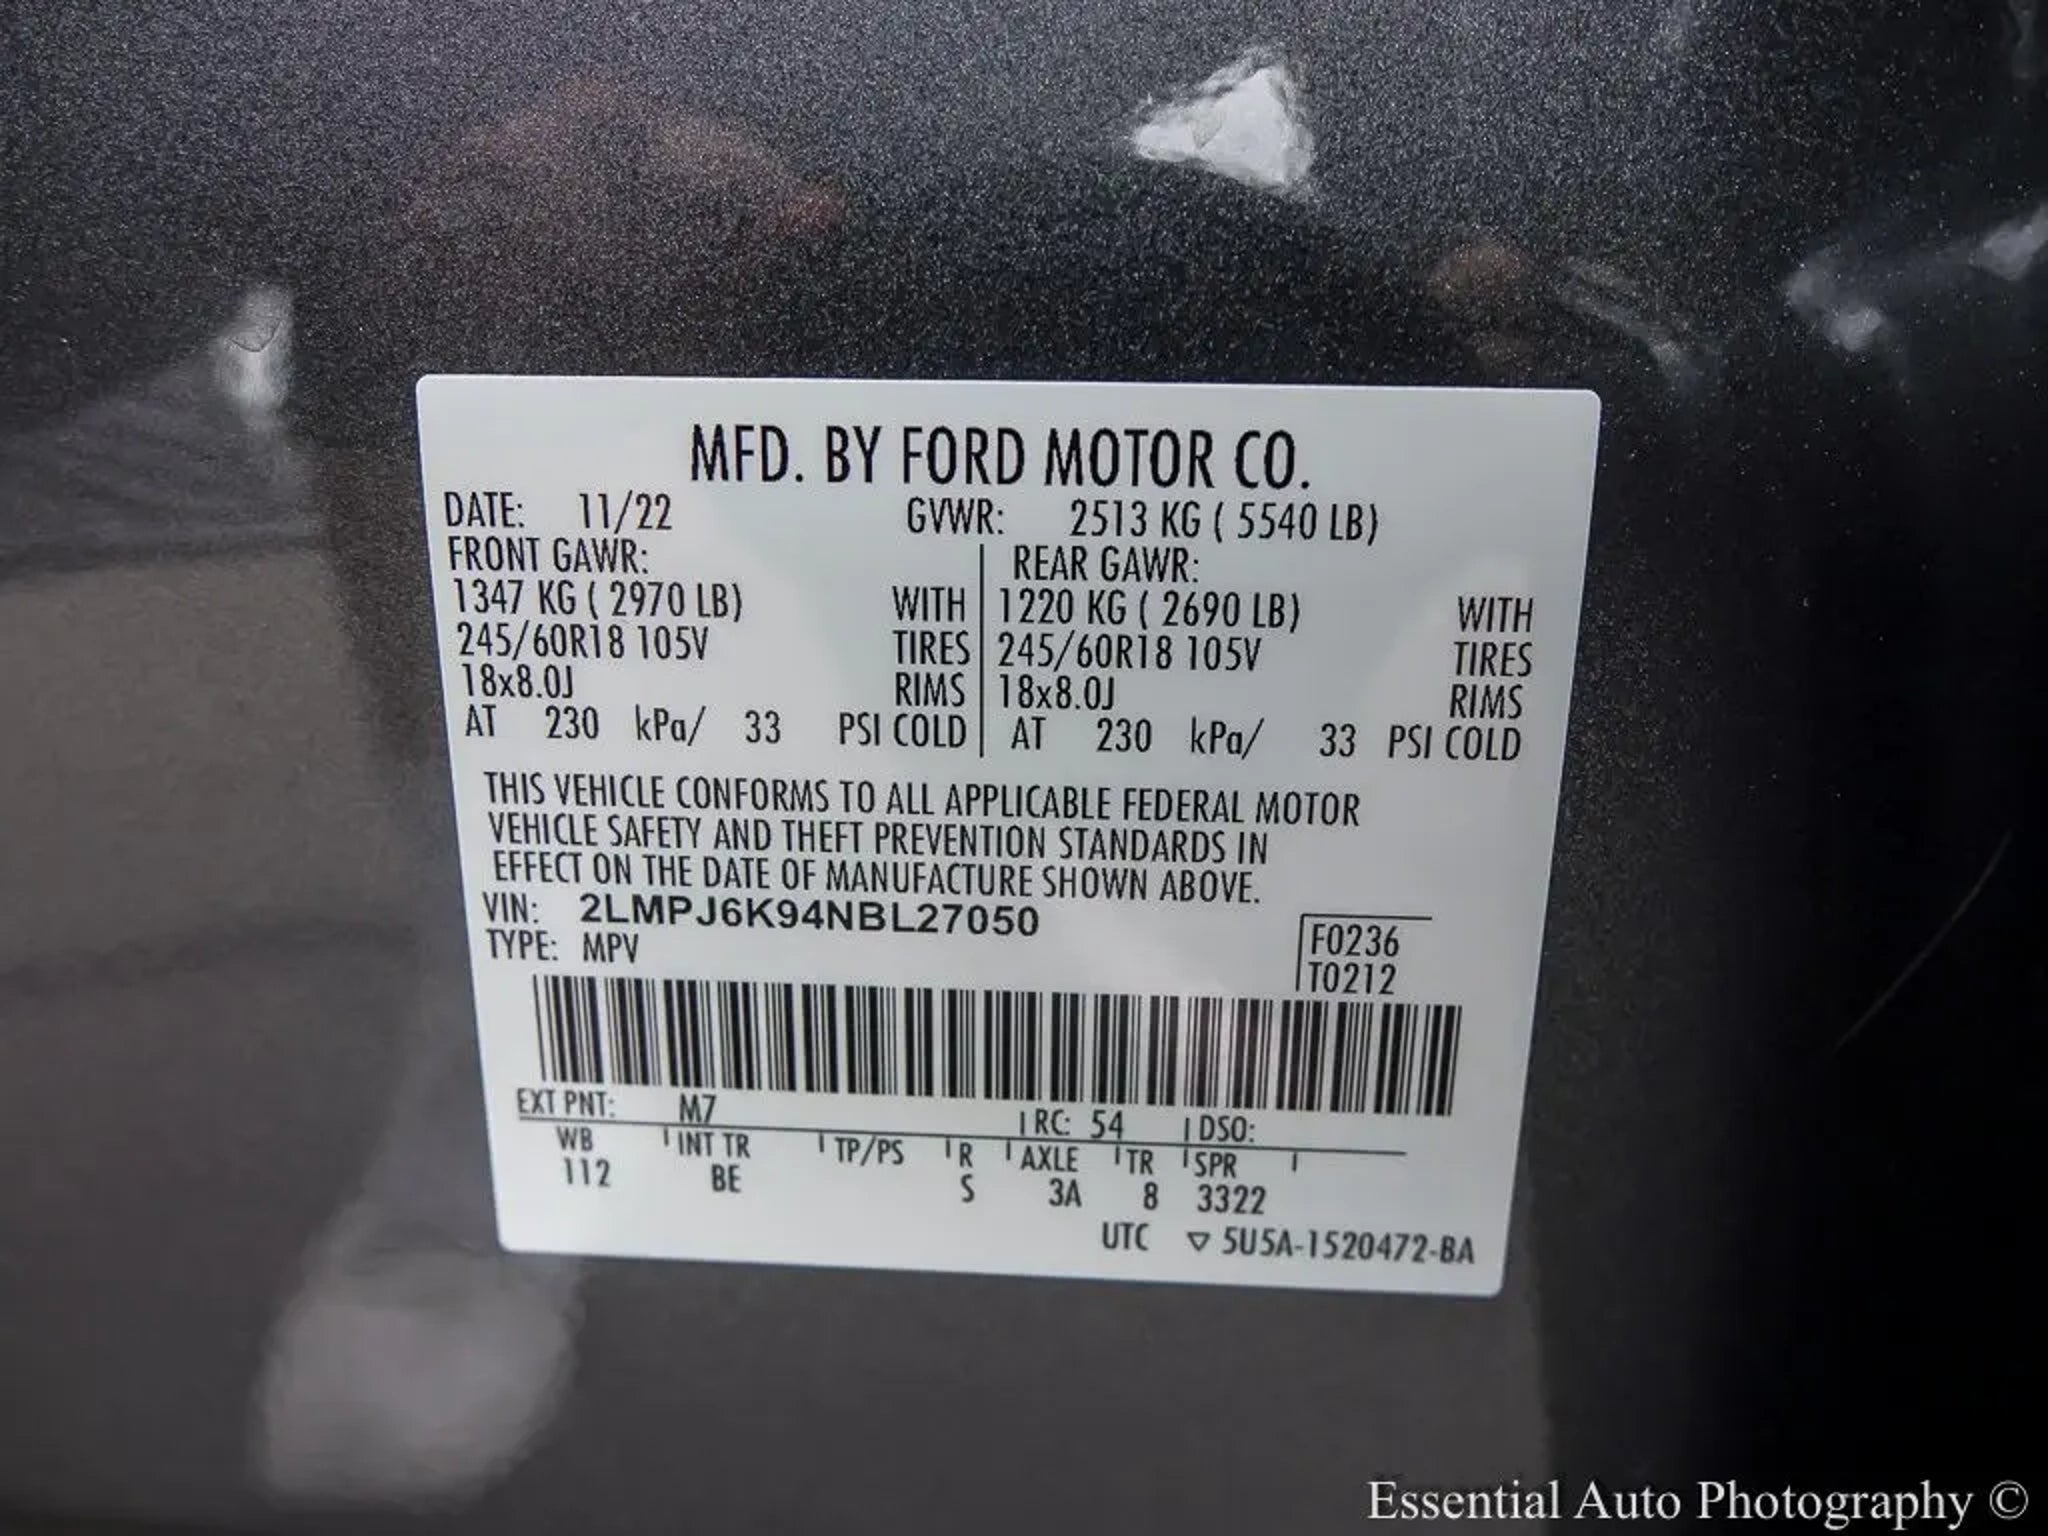 MFD. BY FORD MOTOR CO.
DATE: 11/22 GVWR: 2513 KG ( 5540 LB)
FRONT GAWR: REAR GAWR:
1347 KG ( 2970 LB) WITH 1220 KG ( 2690 LB) WITH
245/60R18 105V TIRES 245/60R18 105V TIRES
18x8.0J RIMS 18x8.0J RIMS
AT 230 kPa/ 33 PSI COLD AT 230 kPa/ 33 PSI COLD
THIS VEHICLE CONFORMS TO ALL APPLICABLE FEDERAL MOTOR
VEHICLE SAFETY AND THEFT PREVENTION STANDARDS IN
EFFECT ON THE DATE OF MANUFACTURE SHOWN ABOVE.
VIN: 2LMPJ6K94NBL27050
TYPE: MPV
F0236
T0212
EXT PNT: M7 RC: 54 DSO:
WB INT TR TP/PS R AXLE TR SPR
112 BE S 3A 8 3322
UTC ▽ 5U5A-1520472-BA
Essential Auto Photography ©